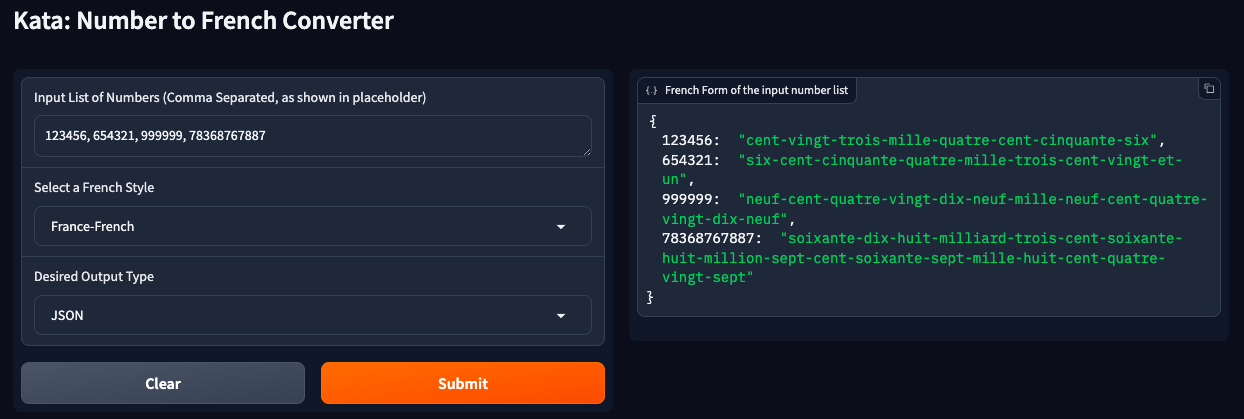 Kata: Number to French Converter
Input List of Numbers (Comma Separated, as shown in placeholder)
123456, 654321, 999999, 78368767887
Select a French Style
France-French
Desired Output Type
JSON
Clear
Submit
{ } French Form of the input number list
{
123456: "cent-vingt-trois-mille-quatre-cent-cinquante-six",
654321: "six-cent-cinquante-quatre-mille-trois-cent-vingt-et-
un",
999999: "neuf-cent-quatre-vingt-dix-neuf-mille-neuf-cent-quatre-
vingt-dix-neuf",
78368767887: "soixante-dix-huit-milliard-trois-cent-soixante-
huit-million-sept-cent-soixante-sept-mille-huit-cent-quatre-
vingt-sept"
}